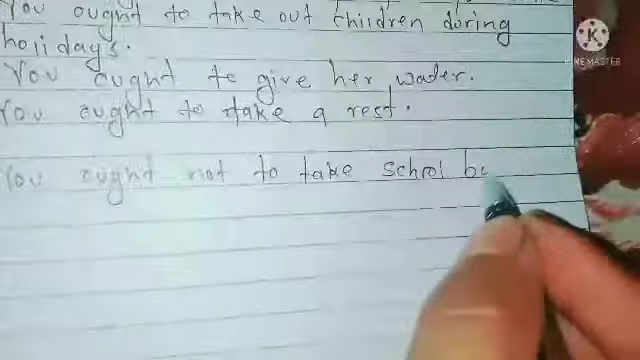 You ought to take out children during
holidays.
You ought to give her water.
You ought to take a rest.
You ought not to take school
KINEMASTER